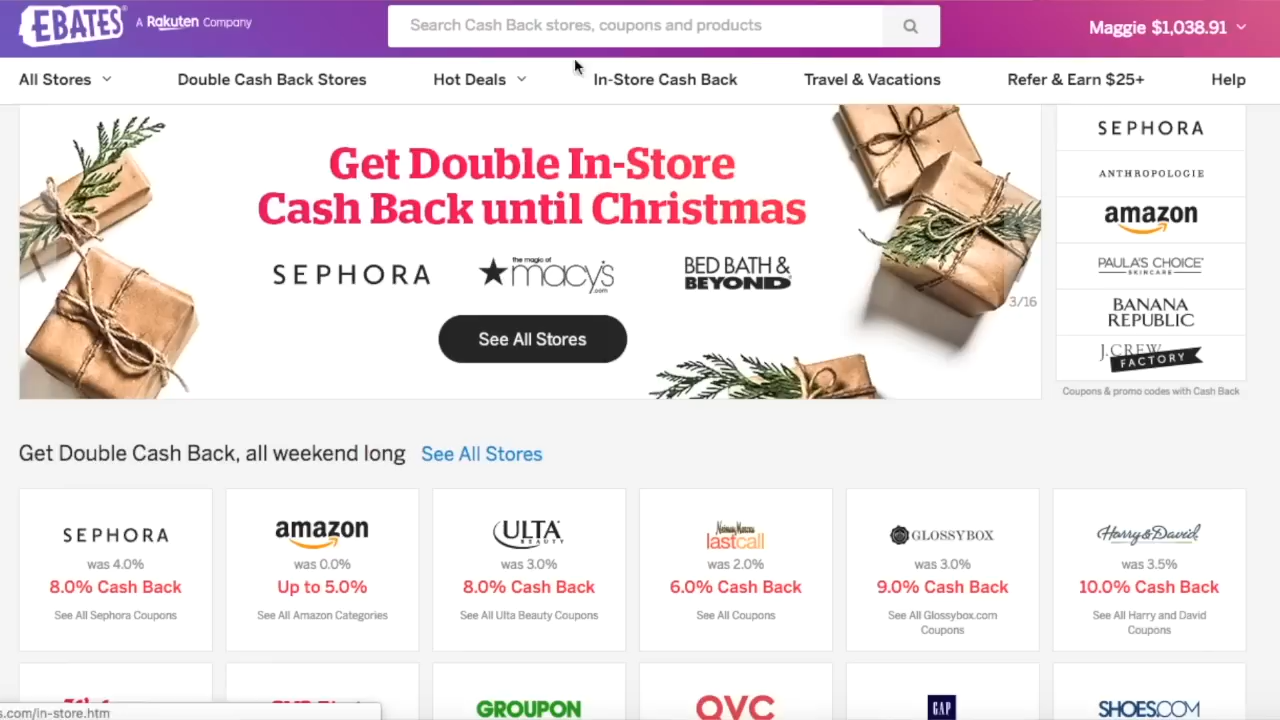 EBATES
A Rakuten Company
Search Cash Back stores, coupons and products
Maggie $1,038.91
All Stores
Double Cash Back Stores
Hot Deals
In-Store Cash Back
Travel & Vacations
Refer & Earn $25+
Help
Get Double In-Store
Cash Back until Christmas
SEPHORA
the magic of
macy's
.com
BED BATH &
BEYOND
See All Stores
3/16
SEPHORA
ANTHROPOLOGIE
amazon
PAULA'S CHOICE
SKINCARE
BANANA
REPUBLIC
J.CREW
FACTORY
Coupons & promo codes with Cash Back
Get Double Cash Back, all weekend long See All Stores
SEPHORA
was 4.0%
8.0% Cash Back
See All Sephora Coupons
amazon
was 0.0%
Up to 5.0%
See All Amazon Categories
ULTA
BEAUTY
was 3.0%
8.0% Cash Back
See All Ulta Beauty Coupons
Neiman Marcus
lastcall
was 2.0%
6.0% Cash Back
See All Coupons
GLOSSYBOX
was 3.0%
9.0% Cash Back
See All Glossybox.com
Coupons
Harry & David
was 3.5%
10.0% Cash Back
See All Harry and David
Coupons
GROUPON
QVC
GAP
SHOES.COM
s.com/in-store.htm